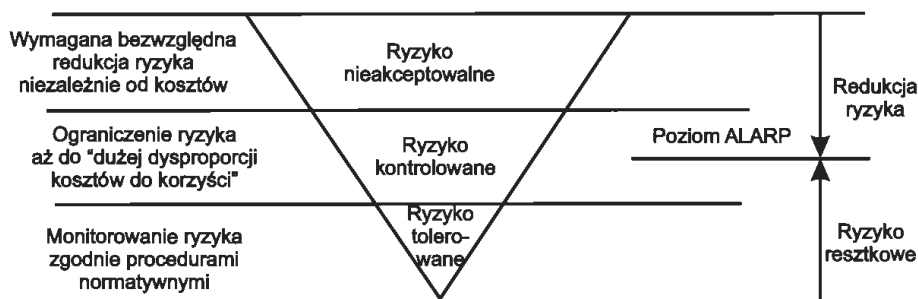 Wymagana bezwzględna
redukcja ryzyka
niezależnie od kosztów
Ryzyko
nieakceptowalne
Redukcja
ryzyka
Ograniczenie ryzyka
aż do "dużej dysproporcji
kosztów do korzyści"
Ryzyko
kontrolowane
Poziom ALARP
Monitorowanie ryzyka
zgodnie procedurami
normatywnymi
Ryzyko
tolero-
wane
Ryzyko
resztkowe